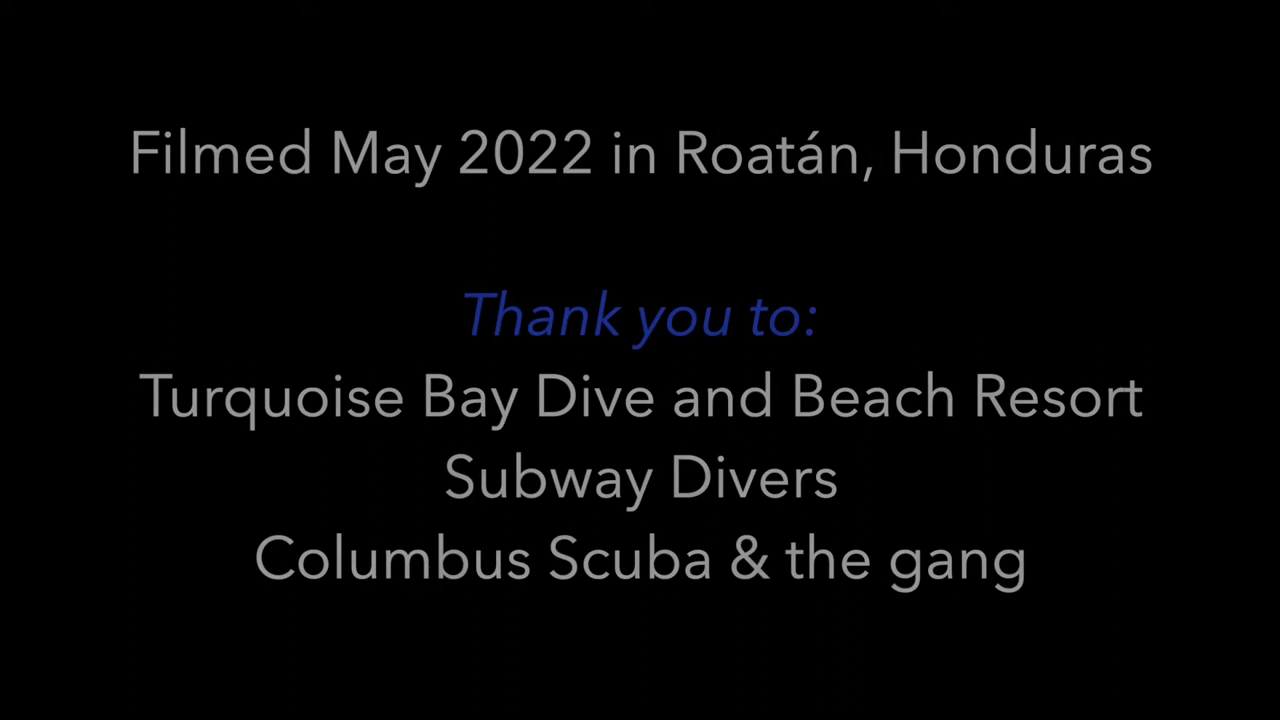 Filmed May 2022 in Roatán, Honduras
Thank you to:
Turquoise Bay Dive and Beach Resort
Subway Divers
Columbus Scuba & the gang